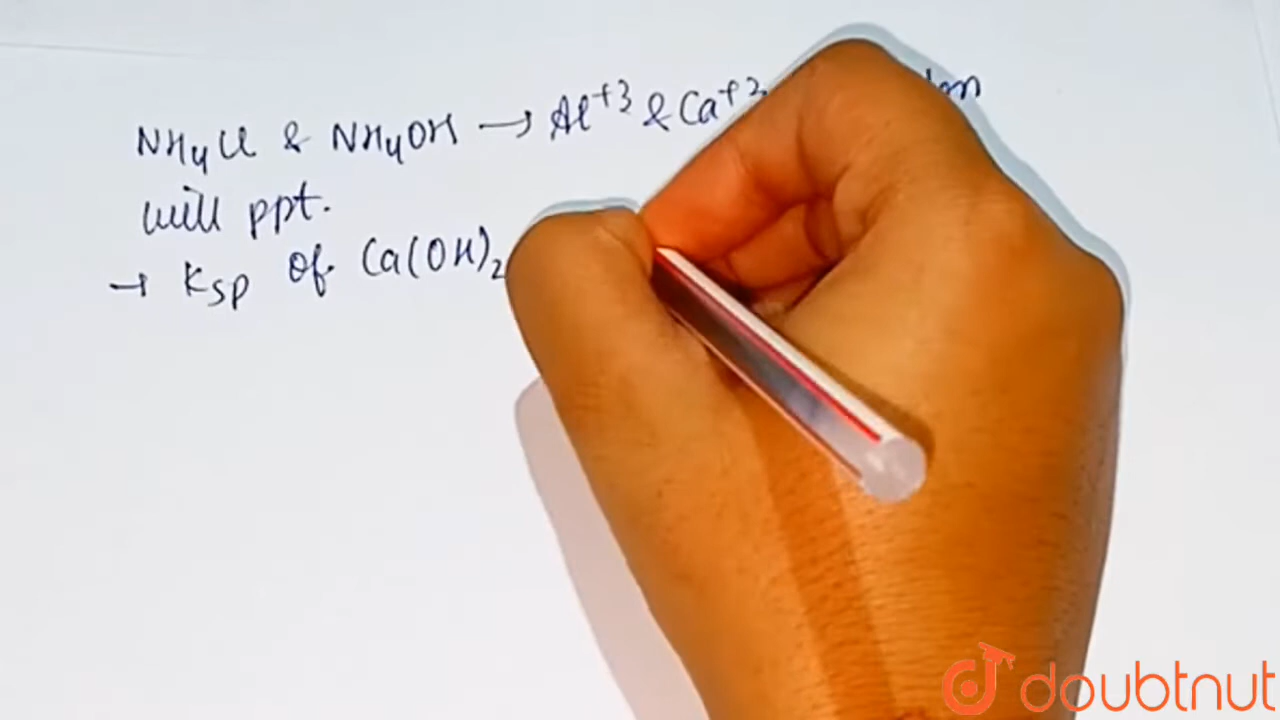 NH4Cl & NH4OH → Al+3 & Ca+2
will ppt.
→ Ksp of Ca(OH)2
doubtnut